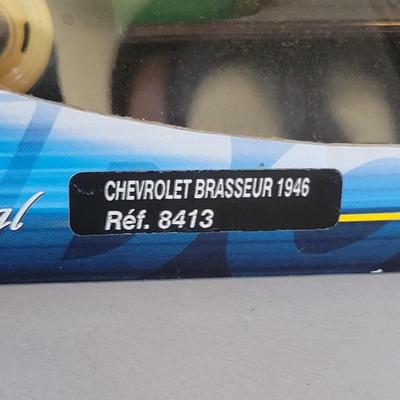 CHEVROLET BRASSEUR 1946
Réf. 8413